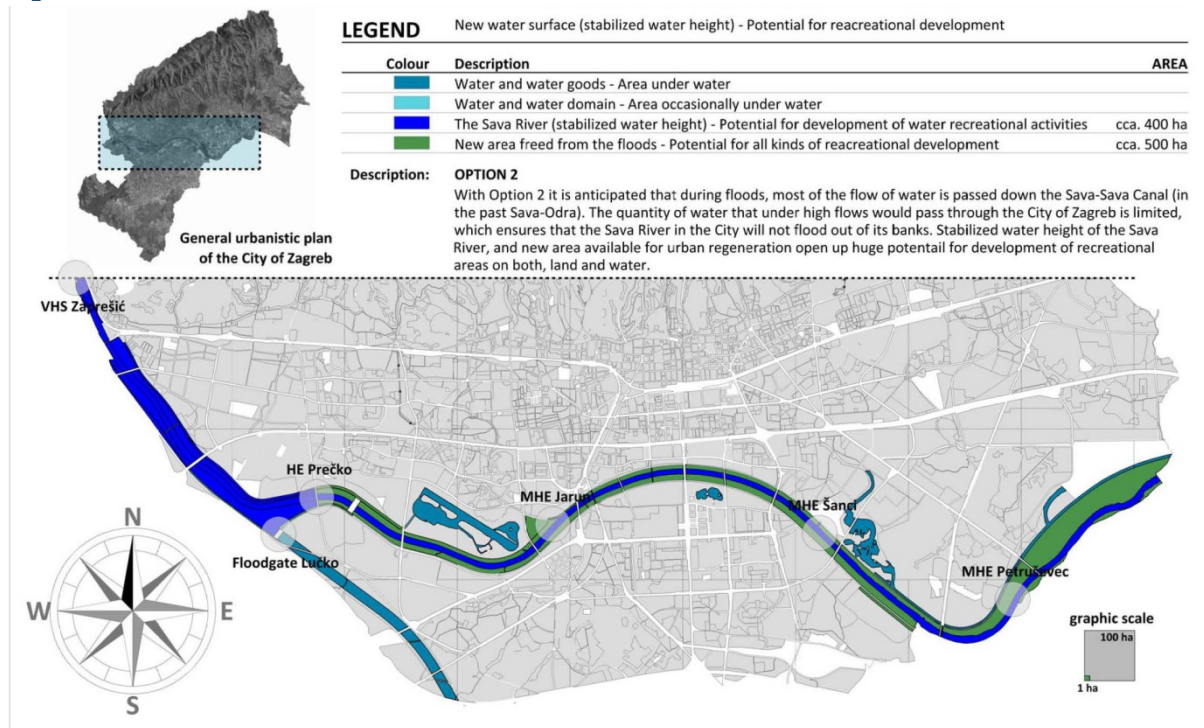 LEGEND
New water surface (stabilized water height) - Potential for reacreational development
Colour Description AREA
Water and water goods - Area under water
Water and water domain - Area occasionally under water
The Sava River (stabilized water height) - Potential for development of water recreational activities cca. 400 ha
New area freed from the floods - Potential for all kinds of reacreational development cca. 500 ha
Description: OPTION 2
With Option 2 it is anticipated that during floods, most of the flow of water is passed down the Sava-Sava Canal (in
the past Sava-Odra). The quantity of water that under high flows would pass through the City of Zagreb is limited,
which ensures that the Sava River in the City will not flood out of its banks. Stabilized water height of the Sava
River, and new area available for urban regeneration open up huge potentail for development of recreational
areas on both, land and water.
General urbanistic plan
of the City of Zagreb
VHS Zaprešić
HE Prečko
Floodgate Lučko
MHE Jarun
MHE Šanci
MHE Petruševec
N
W
E
S
graphic scale
100 ha
1 ha